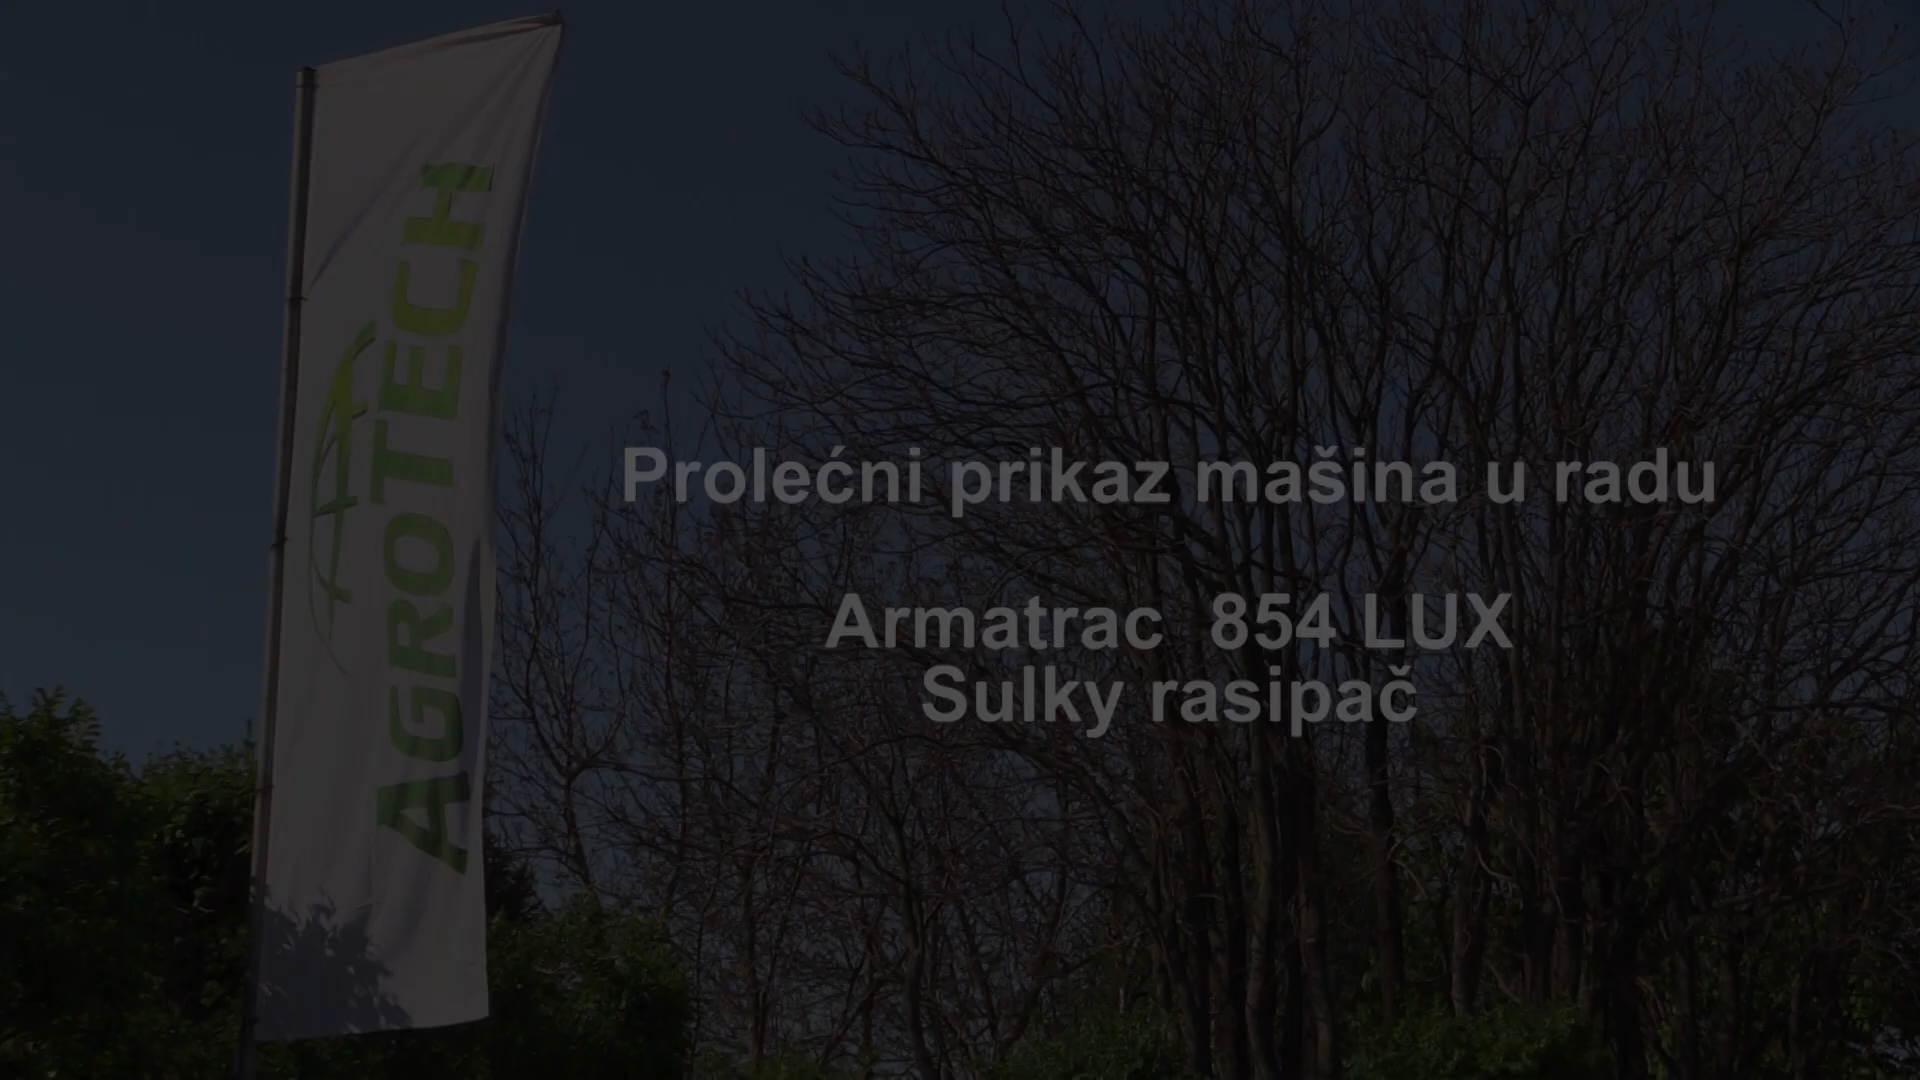 AGROTECH
Prolećni prikaz mašina u radu
Armatrac 854 LUX
Sulky rasipač